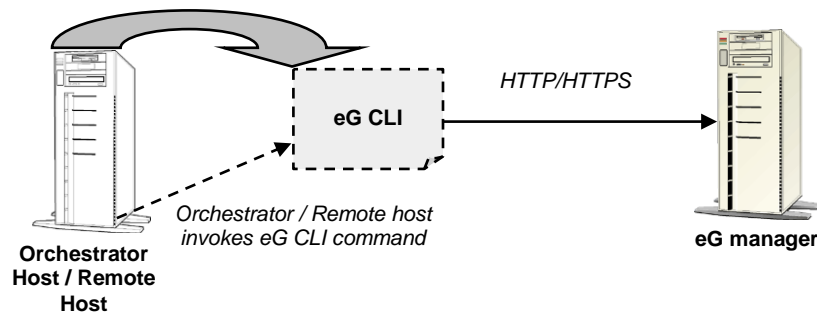 HTTP/HTTPS
eG CLI
Orchestrator / Remote host
invokes eG CLI command
Orchestrator
Host / Remote
Host
eG manager